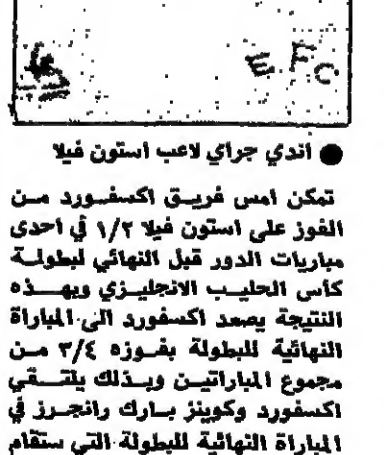 E F C
● اندي جراي لاعب استون فيلا
تمكن امس فريق اكسفورد من
الفوز على استون فيلا ١/٢ في احدى
مباريات الدور قبل النهائي لبطولة
كأس الحليب الانجليزي وبهذه
النتيجة يصعد اكسفورد الى المباراة
النهائية للبطولة بفوزه ٣/٤ من
مجموع المباراتين وبذلك يلتقي
اكسفورد وكوينز بارك رانجرز في
المباراة النهائية للبطولة التي ستقام